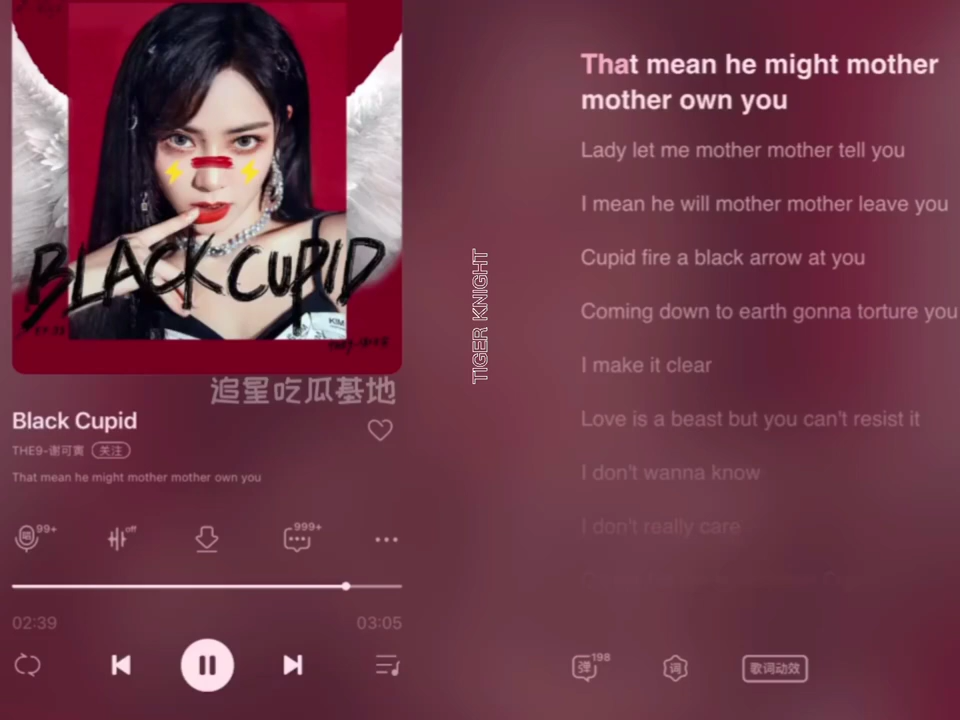 BLACK CUPID
KIM
追星吃瓜基地
Black Cupid
THE9-谢可寅 关注
That mean he might mother mother own you
唱 99+
off
999+
02:39
03:05
TIGER KNIGHT
That mean he might mother
mother own you
Lady let me mother mother tell you
I mean he will mother mother leave you
Cupid fire a black arrow at you
Coming down to earth gonna torture you
I make it clear
Love is a beast but you can't resist it
I don't wanna know
I don't really care
弹 198
词
歌词动效